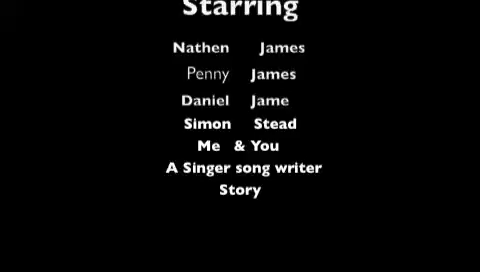 Starring
Nathen James
Penny James
Daniel Jame
Simon Stead
Me & You
A Singer song writer
Story